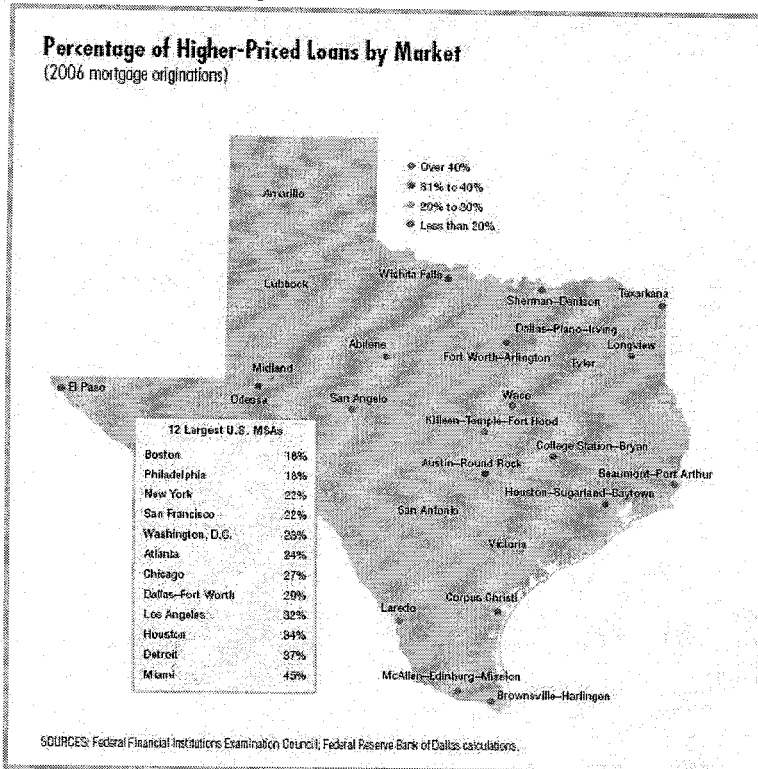 Percentage of Higher-Priced Loans by Market
(2006 mortgage originations)
Over 40%
31% to 40%
20% to 30%
Less than 20%
Amarillo
Lubbock
Wichita Falls
Sherman–Denison
Texarkana
Dallas–Plano–Irving
Longview
Abilene
Fort Worth–Arlington
Tyler
Midland
El Paso
Odessa
San Angelo
Waco
Killeen–Temple–Fort Hood
College Station–Bryan
Austin–Round Rock
Beaumont–Port Arthur
Houston–Sugarland–Baytown
San Antonio
Victoria
Laredo
Corpus Christi
McAllen–Edinburg–Mission
Brownsville–Harlingen
12 Largest U.S. MSAs
Boston
Philadelphia 18%
New York 22%
San Francisco 22%
Washington, D.C. 23%
Atlanta 24%
Chicago 27%
Dallas–Fort Worth 29%
Los Angeles 32%
Houston 34%
Detroit 37%
Miami 45%
SOURCES: Federal Financial Institutions Examination Council; Federal Reserve Bank of Dallas calculations.